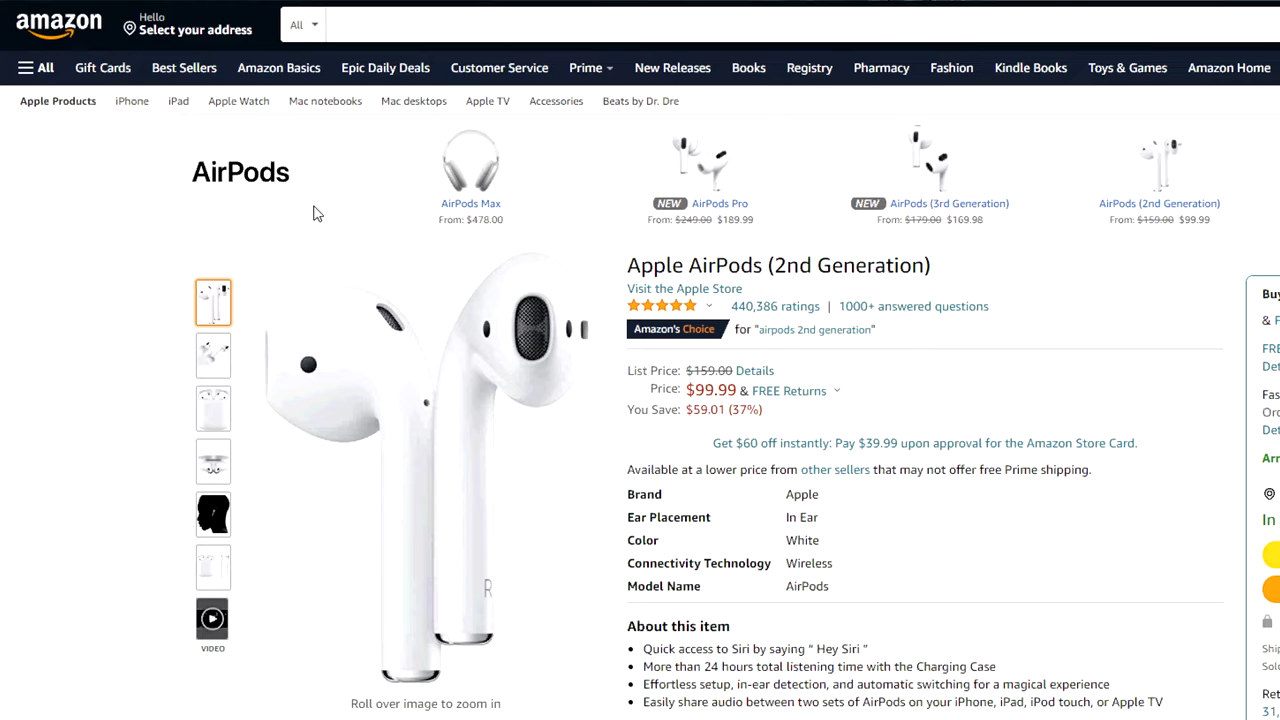 amazon
Hello
Select your address
All
All Gift Cards Best Sellers Amazon Basics Epic Daily Deals Customer Service Prime New Releases Books Registry Pharmacy Fashion Kindle Books Toys & Games Amazon Home
Apple Products iPhone iPad Apple Watch Mac notebooks Mac desktops Apple TV Accessories Beats by Dr. Dre
AirPods
AirPods Max
From: $478.00
NEW AirPods Pro
From: $249.00 $189.99
NEW AirPods (3rd Generation)
From: $179.00 $169.98
AirPods (2nd Generation)
From: $159.00 $99.99
Apple AirPods (2nd Generation)
Visit the Apple Store
440,386 ratings | 1000+ answered questions
Amazon's Choice for "airpods 2nd generation"
List Price: $159.00 Details
Price: $99.99 & FREE Returns
You Save: $59.01 (37%)
Get $60 off instantly: Pay $39.99 upon approval for the Amazon Store Card.
Available at a lower price from other sellers that may not offer free Prime shipping.
Brand Apple
Ear Placement In Ear
Color White
Connectivity Technology Wireless
Model Name AirPods
About this item
• Quick access to Siri by saying “ Hey Siri ”
• More than 24 hours total listening time with the Charging Case
• Effortless setup, in-ear detection, and automatic switching for a magical experience
• Easily share audio between two sets of AirPods on your iPhone, iPad, iPod touch, or Apple TV
R
VIDEO
Roll over image to zoom in
&
In
31,